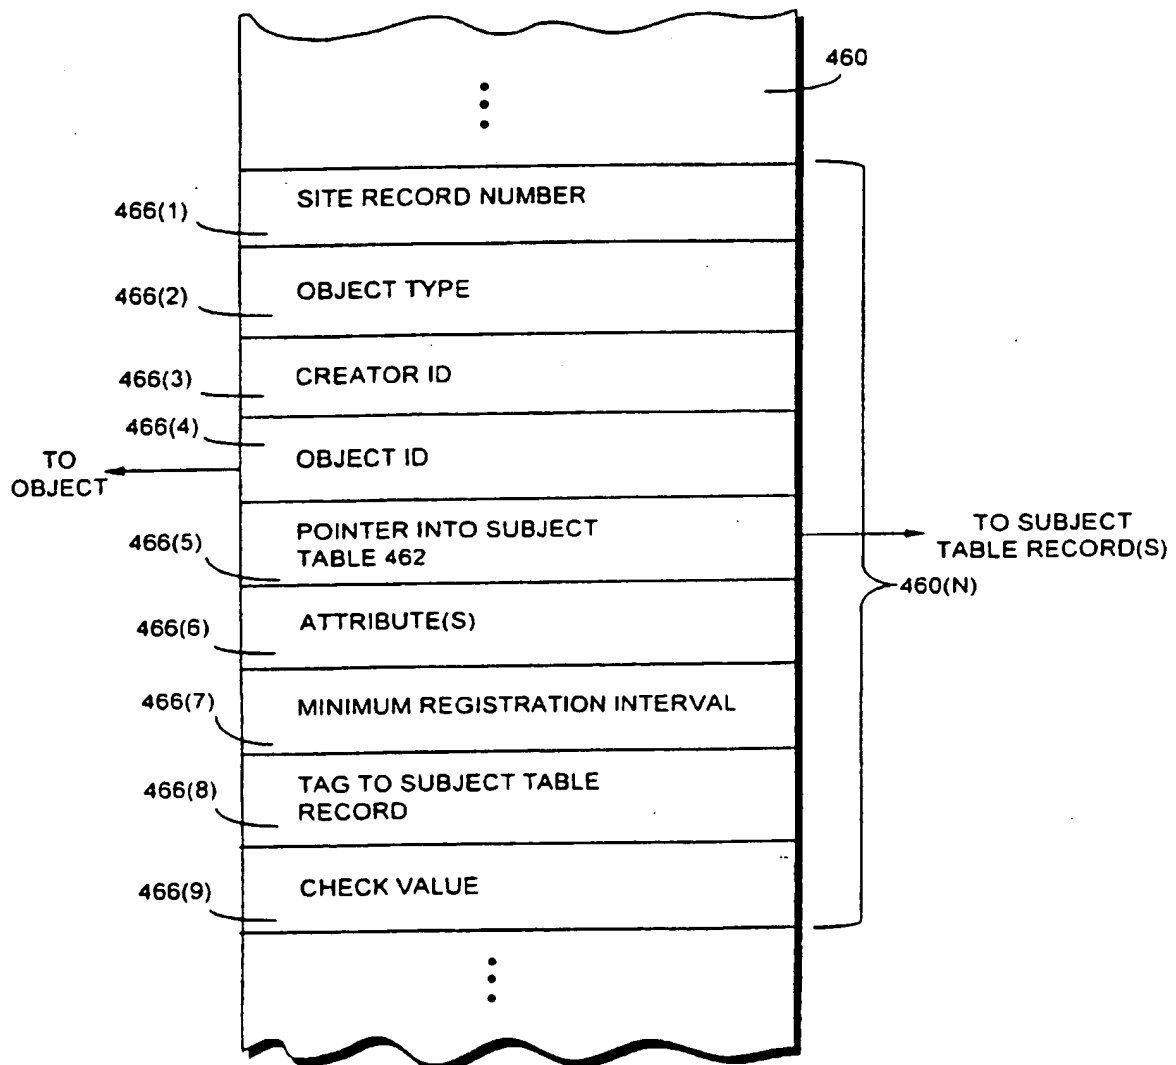 460
466(1)
SITE RECORD NUMBER
466(2)
OBJECT TYPE
466(3)
CREATOR ID
466(4)
OBJECT ID
TO
OBJECT
466(5)
POINTER INTO SUBJECT
TABLE 462
TO SUBJECT
TABLE RECORD(S)
460(N)
466(6)
ATTRIBUTE(S)
466(7)
MINIMUM REGISTRATION INTERVAL
466(8)
TAG TO SUBJECT TABLE
RECORD
466(9)
CHECK VALUE